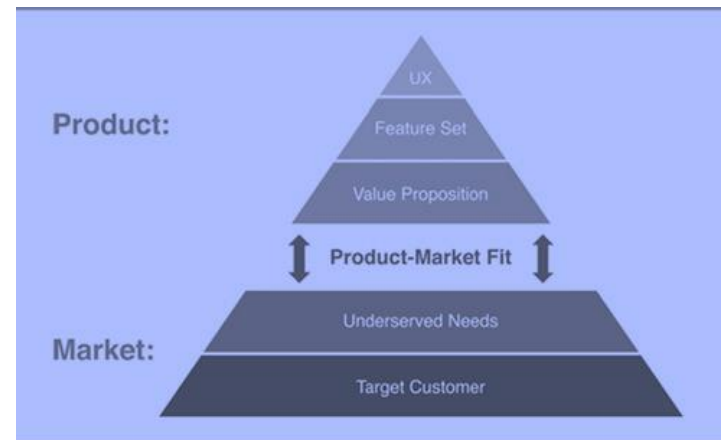 UX
Product:
Feature Set
Value Proposition
Product-Market Fit
Underserved Needs
Market:
Target Customer